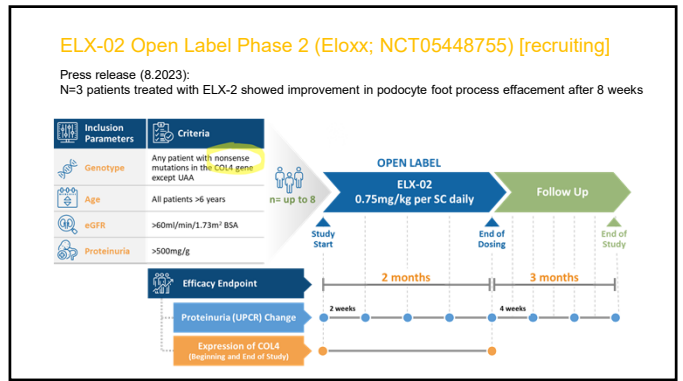 ELX-02 Open Label Phase 2 (Eloxx; NCT05448755) [recruiting]
Press release (8.2023):
N=3 patients treated with ELX-2 showed improvement in podocyte foot process effacement after 8 weeks
Inclusion
Parameters
Criteria
Genotype
Any patient with nonsense
mutations in the COL4 gene
except UAA
Age
All patients >6 years
eGFR
>60ml/min/1.73m² BSA
Proteinuria
>500mg/g
n= up to 8
OPEN LABEL
ELX-02
0.75mg/kg per SC daily
Follow Up
Study
Start
End of
Dosing
End of
Study
Efficacy Endpoint
2 months
3 months
Proteinuria (UPCR) Change
2 weeks
4 weeks
Expression of COL4
(Beginning and End of Study)